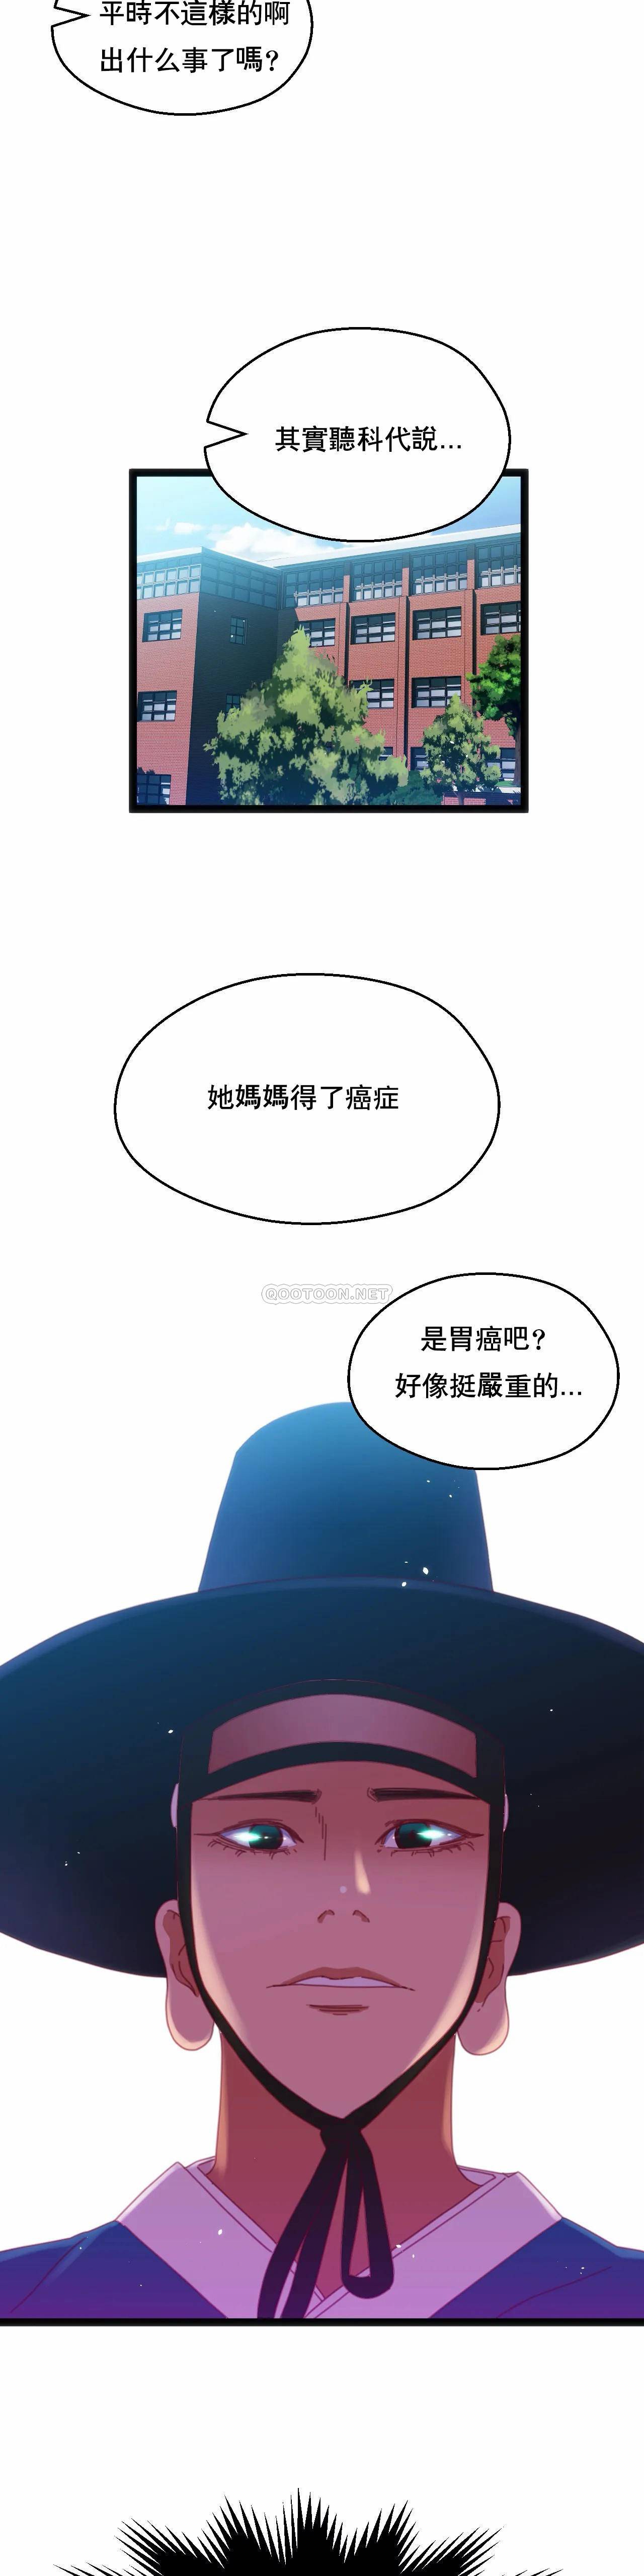 平時不這樣的啊
出什么事了嗎?
其實聽科代說...
她媽媽得了癌症
QOOTOON.NET
是胃癌吧?
好像挺嚴重的...